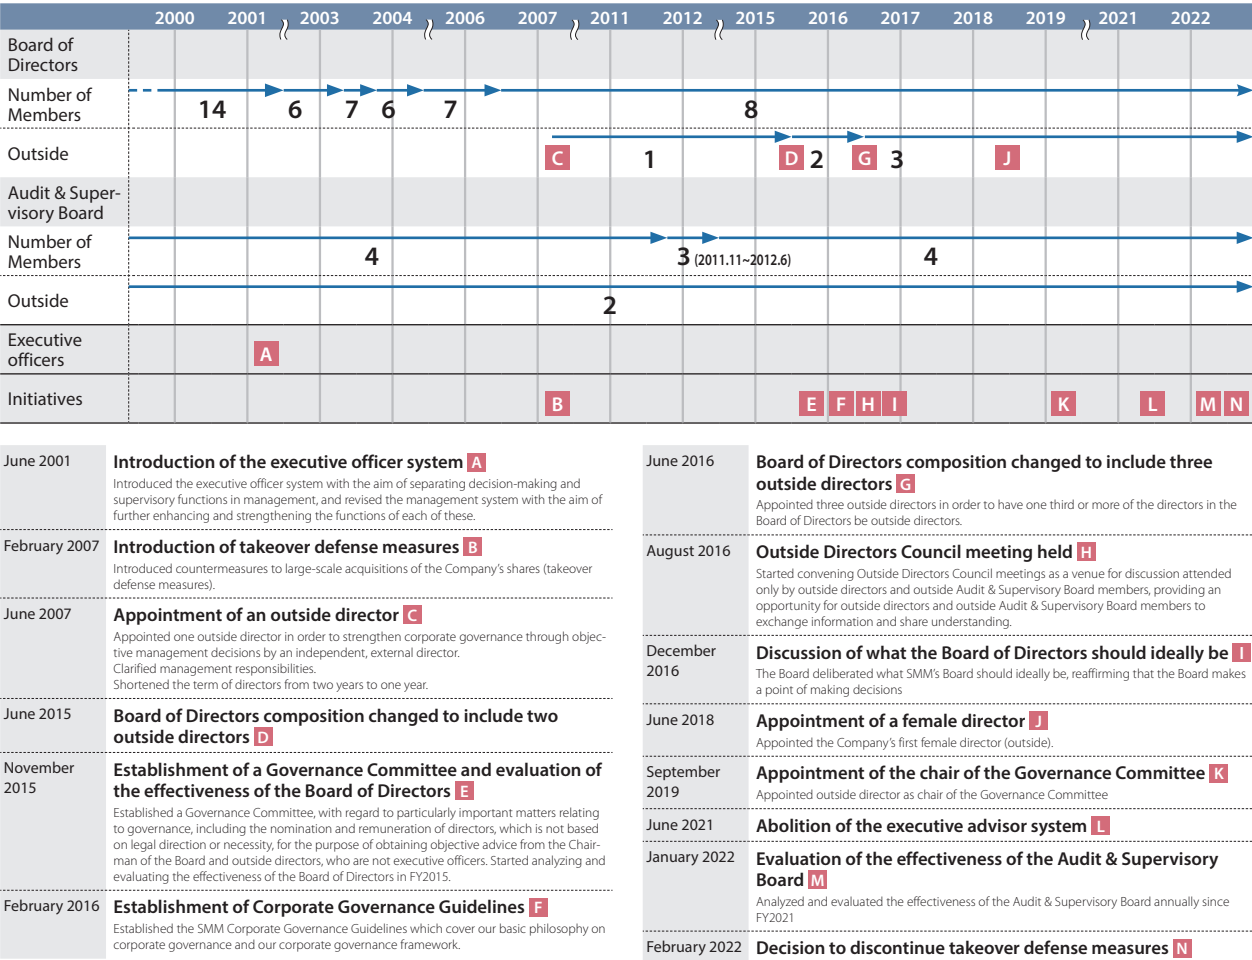 2000 2001 2003 2004 2006 2007 2011 2012 2015 2016 2017 2018 2019 2021 2022
Board of
Directors
Number of
Members
14 6 7 6 7 8
Outside
C 1 D 2 G 3 J
Audit & Super-
visory Board
Number of
Members
4 3 (2011.11~2012.6) 4
Outside
2
Executive
officers
A
Initiatives
B E F H I K L M N
June 2001
Introduction of the executive officer system A
Introduced the executive officer system with the aim of separating decision-making and
supervisory functions in management, and revised the management system with the aim of
further enhancing and strengthening the functions of each of these.
February 2007
Introduction of takeover defense measures B
Introduced countermeasures to large-scale acquisitions of the Company's shares (takeover
defense measures).
June 2007
Appointment of an outside director C
Appointed one outside director in order to strengthen corporate governance through objec-
tive management decisions by an independent, external director.
Clarified management responsibilities.
Shortened the term of directors from two years to one year.
June 2015
Board of Directors composition changed to include two
outside directors D
November
2015
Establishment of a Governance Committee and evaluation of
the effectiveness of the Board of Directors E
Established a Governance Committee, with regard to particularly important matters relating
to governance, including the nomination and remuneration of directors, which is not based
on legal direction or necessity, for the purpose of obtaining objective advice from the Chair-
man of the Board and outside directors, who are not executive officers. Started analyzing and
evaluating the effectiveness of the Board of Directors in FY2015.
February 2016
Establishment of Corporate Governance Guidelines F
Established the SMM Corporate Governance Guidelines which cover our basic philosophy on
corporate governance and our corporate governance framework.
June 2016
Board of Directors composition changed to include three
outside directors G
Appointed three outside directors in order to have one third or more of the directors in the
Board of Directors be outside directors.
August 2016
Outside Directors Council meeting held H
Started convening Outside Directors Council meetings as a venue for discussion attended
only by outside directors and outside Audit & Supervisory Board members, providing an
opportunity for outside directors and outside Audit & Supervisory Board members to
exchange information and share understanding.
December
2016
Discussion of what the Board of Directors should ideally be I
The Board deliberated what SMM's Board should ideally be, reaffirming that the Board makes
a point of making decisions
June 2018
Appointment of a female director J
Appointed the Company's first female director (outside).
September
2019
Appointment of the chair of the Governance Committee K
Appointed outside director as chair of the Governance Committee
June 2021
Abolition of the executive advisor system L
January 2022
Evaluation of the effectiveness of the Audit & Supervisory
Board M
Analyzed and evaluated the effectiveness of the Audit & Supervisory Board annually since
FY2021
February 2022
Decision to discontinue takeover defense measures N